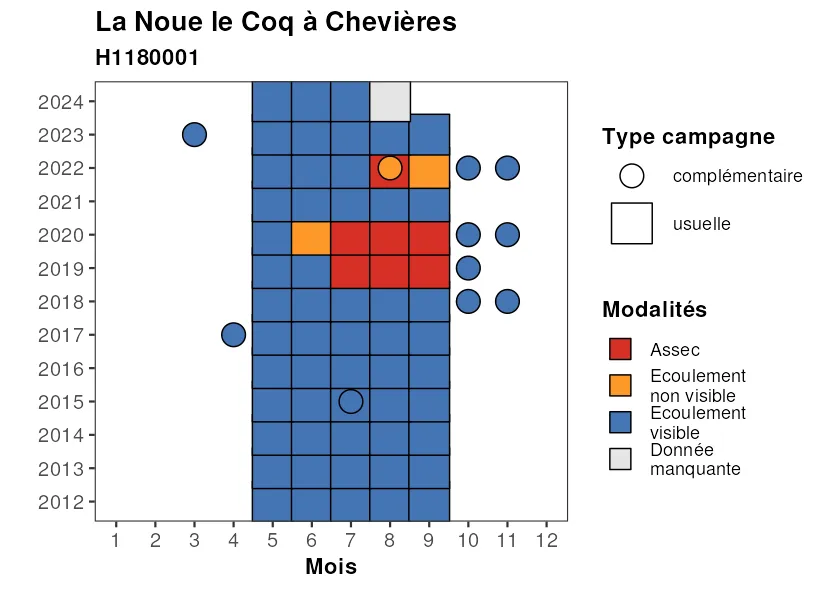 La Noue le Coq à Chevières
H1180001
2024
2023
2022
2021
2020
2019
2018
2017
2016
2015
2014
2013
2012
1 2 3 4 5 6 7 8 9 10 11 12
Mois
Type campagne
complémentaire
usuelle
Modalités
Assec
Ecoulement
non visible
Ecoulement
visible
Donnée
manquante